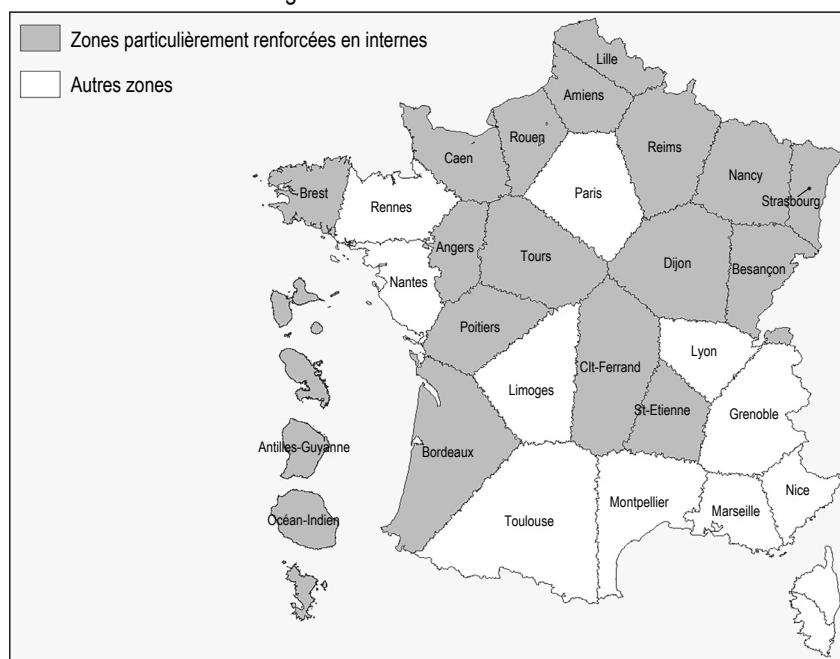 Zones particulièrement renforcées en internes
Autres zones
Lille
Amiens
Rouen
Caen
Reims
Nancy
Strasbourg
Brest
Rennes
Paris
Angers
Tours
Dijon
Besançon
Nantes
Poitiers
Limoges
Clt-Ferrand
Lyon
St-Etienne
Grenoble
Antilles-Guyanne
Bordeaux
Océan-Indien
Toulouse
Montpellier
Marseille
Nice